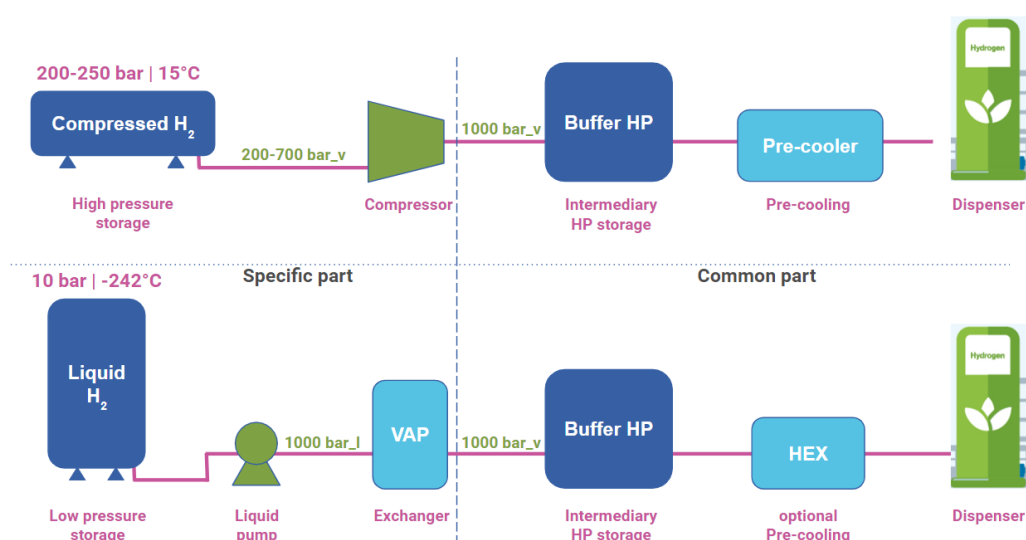 200-250 bar | 15°C
Compressed H2
200-700 bar_v
1000 bar_v
Buffer HP
Pre-cooler
Hydrogen
High pressure
storage
Compressor
Intermediary
HP storage
Pre-cooling
Dispenser
Specific part
Common part
10 bar | -242°C
Liquid
H2
1000 bar_l
VAP
1000 bar_v
Buffer HP
HEX
Hydrogen
Low pressure
storage
Liquid
pump
Exchanger
Intermediary
HP storage
optional
Pre-cooling
Dispenser